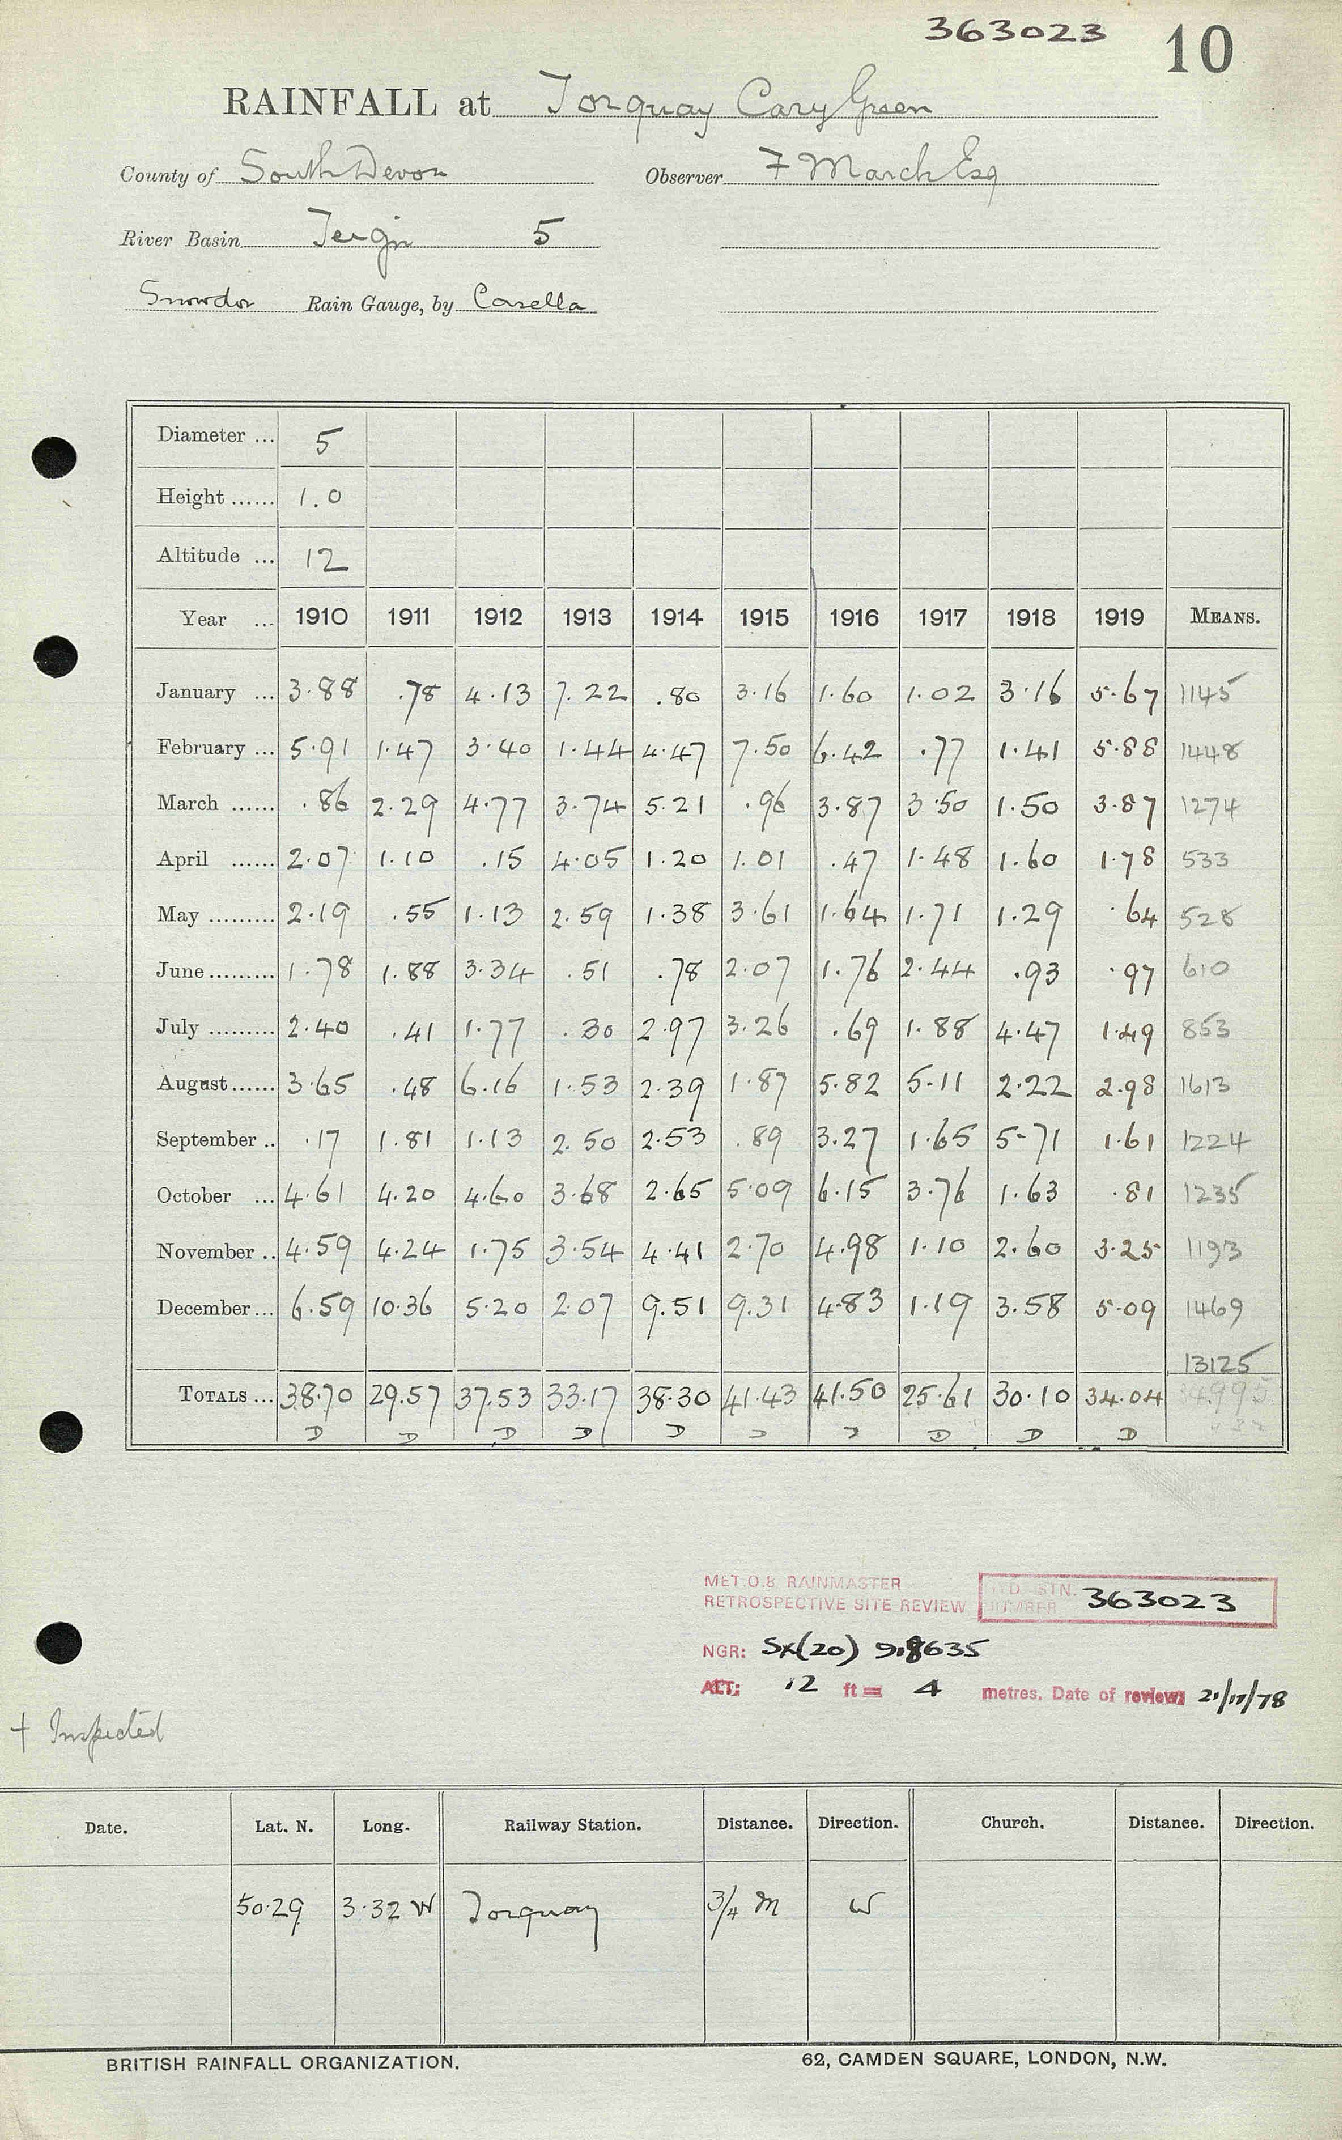 363023 10
RAINFALL at Torquay Cary Green
County of South Devon Observer F March Esq
River Basin Teign 5
Snowdon Rain Gauge, by Casella
Diameter ... 5
Height ...... 1.0
Altitude ... 12
Year ... 1910 1911 1912 1913 1914 1915 1916 1917 1918 1919 MEANS.
January ... 3.88 .78 4.13 7.22 .80 3.16 1.60 1.02 3.16 5.67 1145
February ... 5.91 1.47 3.40 1.44 4.47 7.50 6.42 .77 1.41 5.88 1448
March ...... .86 2.29 4.77 3.74 5.21 .96 3.87 3.50 1.50 3.87 1274
April ...... 2.07 1.10 .15 4.05 1.20 1.01 .47 1.48 1.60 1.78 533
May ......... 2.19 .55 1.13 2.59 1.38 3.61 1.64 1.71 1.29 .64 528
June ......... 1.78 1.88 3.34 .51 .78 2.07 1.76 2.44 .93 .97 610
July ......... 2.40 .41 1.77 .30 2.97 3.26 .69 1.88 4.47 1.49 853
August ...... 3.65 .48 6.16 1.53 2.39 1.87 5.82 5.11 2.22 2.98 1613
September .. .17 1.81 1.13 2.50 2.53 .89 3.27 1.65 5.71 1.61 1224
October ... 4.61 4.20 4.60 3.68 2.65 5.09 6.15 3.76 1.63 .81 1235
November .. 4.59 4.24 1.75 3.54 4.41 2.70 4.98 1.10 2.60 3.25 1193
December ... 6.59 10.36 5.20 2.07 9.51 9.31 4.83 1.19 3.58 5.09 1469
13125
TOTALS ... 38.70 29.57 37.53 33.17 38.30 41.43 41.50 25.61 30.10 34.04
D D D D D D D D D D
MET.O.8 RAINMASTER
RETROSPECTIVE SITE REVIEW STN. NUMBER 363023
NGR: SX(20) 918635
ALT: 12 ft = 4 metres. Date of review: 21/11/78
+ Inspected
Date. Lat. N. Long. Railway Station. Distance. Direction. Church. Distance. Direction.
50.29 3.32 W Torquay 3/4 M W
BRITISH RAINFALL ORGANIZATION. 62, CAMDEN SQUARE, LONDON, N.W.